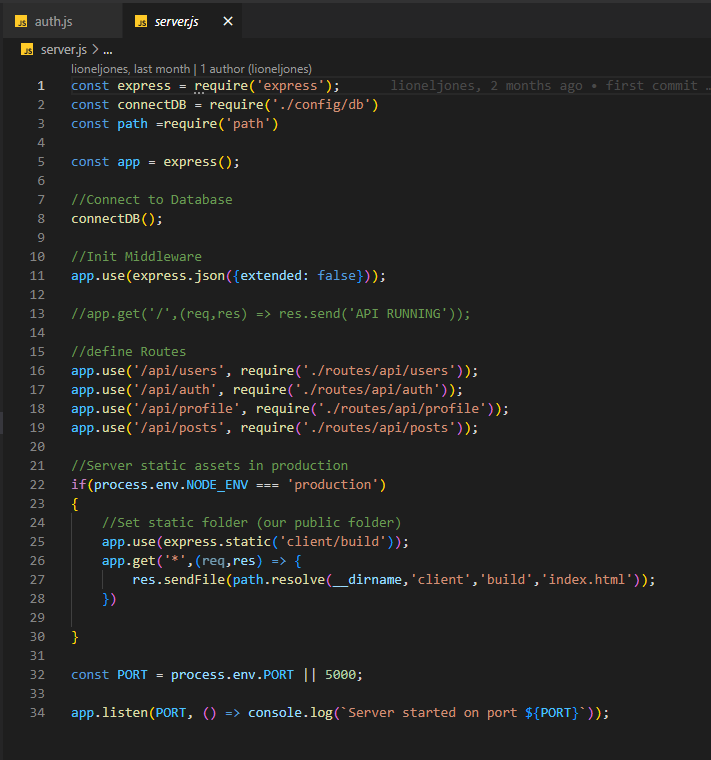 JS auth.js JS server.js ✕
JS server.js > ...
lioneljones, last month | 1 author (lioneljones)
1 const express = require('express'); lioneljones, 2 months ago • first commit …
2 const connectDB = require('./config/db')
3 const path =require('path')
4
5 const app = express();
6
7 //Connect to Database
8 connectDB();
9
10 //Init Middleware
11 app.use(express.json({extended: false}));
12
13 //app.get('/',(req,res) => res.send('API RUNNING'));
14
15 //define Routes
16 app.use('/api/users', require('./routes/api/users'));
17 app.use('/api/auth', require('./routes/api/auth'));
18 app.use('/api/profile', require('./routes/api/profile'));
19 app.use('/api/posts', require('./routes/api/posts'));
20
21 //Server static assets in production
22 if(process.env.NODE_ENV === 'production')
23 {
24     //Set static folder (our public folder)
25     app.use(express.static('client/build'));
26     app.get('*',(req,res) => {
27         res.sendFile(path.resolve(__dirname,'client','build','index.html'));
28     })
29
30 }
31
32 const PORT = process.env.PORT || 5000;
33
34 app.listen(PORT, () => console.log(`Server started on port ${PORT}`));